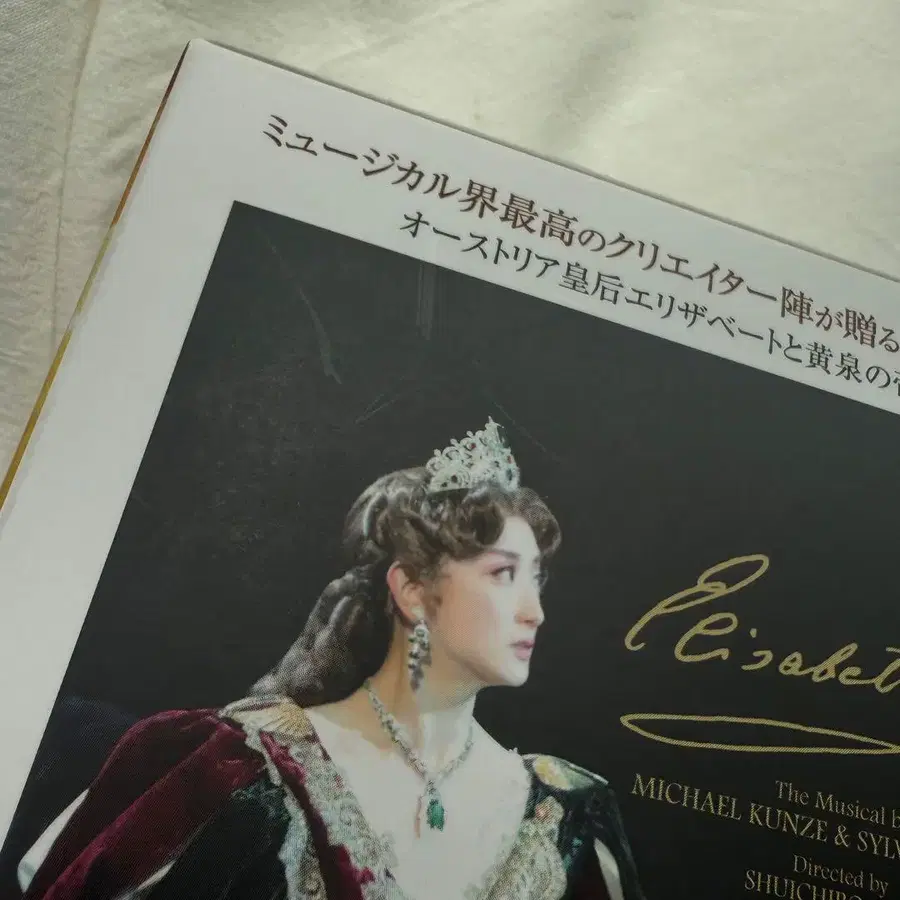 ミュージカル界最高のクリエイター陣が贈る
オーストリア皇后エリザベートと黄泉の
Elisabet
The Musical b
MICHAEL KUNZE & SYLV
Directed by
SHUICHIRO